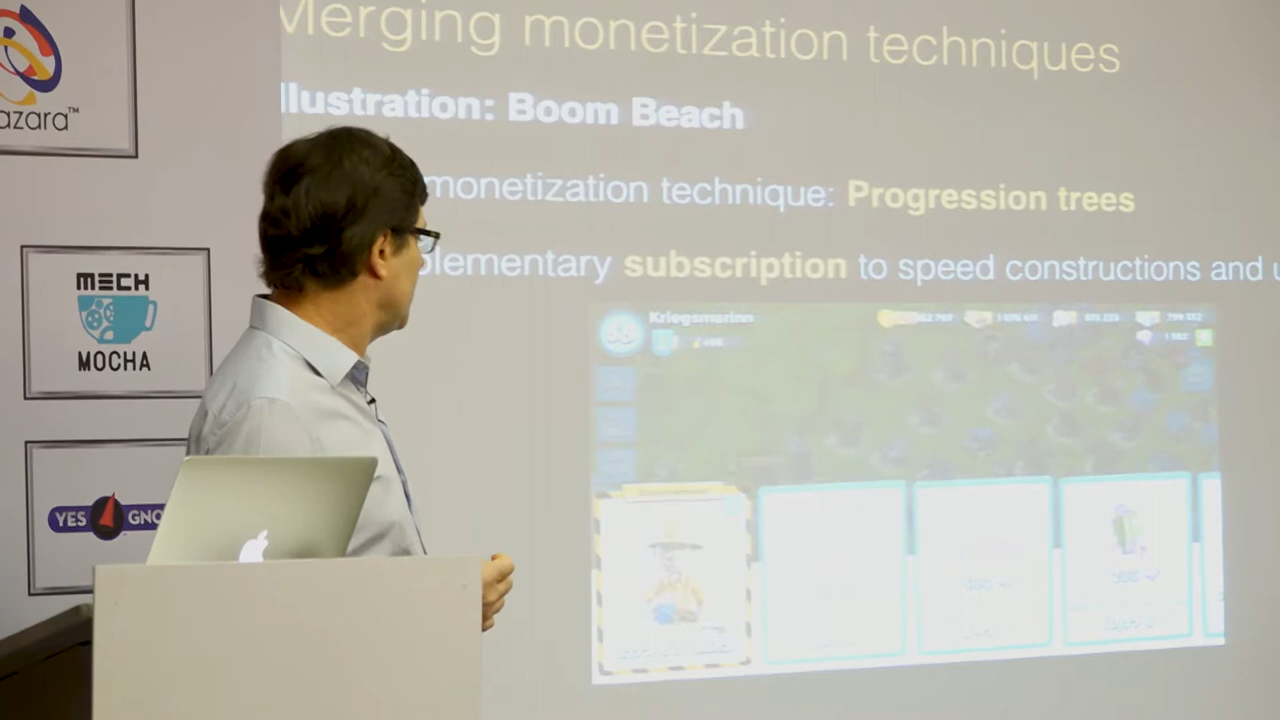 Merging monetization techniques
llustration: Boom Beach
monetization technique: Progression trees
plementary subscription to speed constructions and u
azara™
MECH
MOCHA
YES GNO
56
Kriegsmarinn